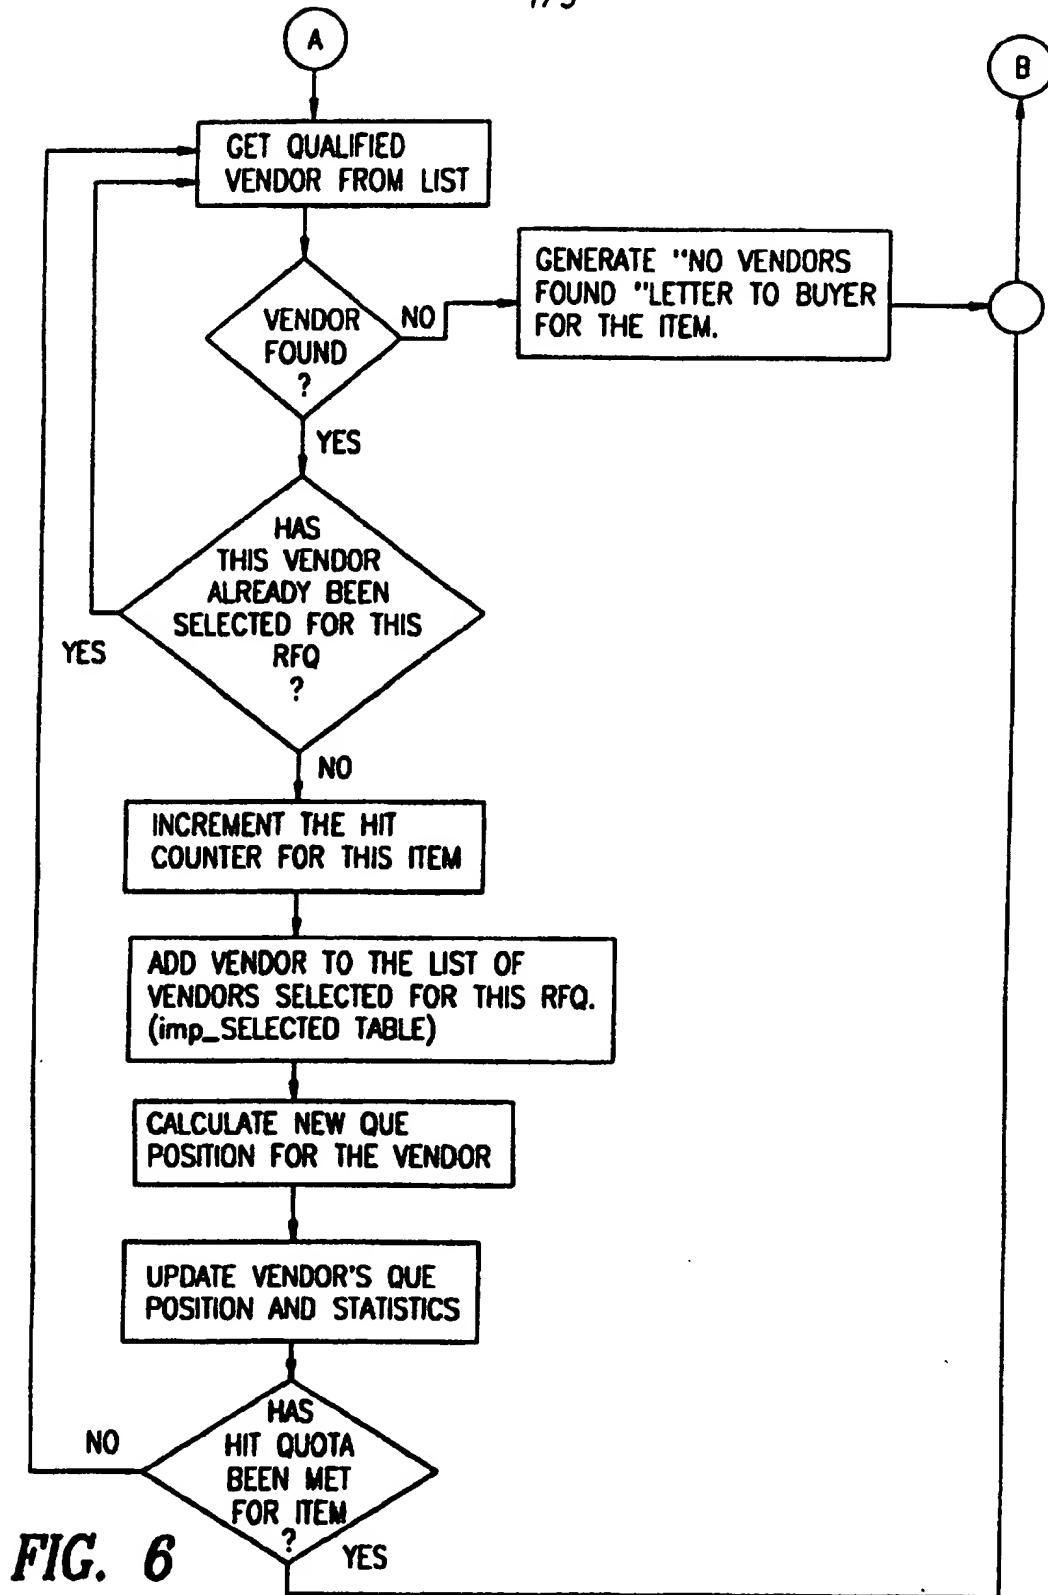 A
B
GET QUALIFIED
VENDOR FROM LIST
VENDOR
FOUND
?
NO
GENERATE "NO VENDORS
FOUND "LETTER TO BUYER
FOR THE ITEM.
YES
HAS
THIS VENDOR
ALREADY BEEN
SELECTED FOR THIS
RFQ
?
YES
NO
INCREMENT THE HIT
COUNTER FOR THIS ITEM
ADD VENDOR TO THE LIST OF
VENDORS SELECTED FOR THIS RFQ.
(imp_SELECTED TABLE)
CALCULATE NEW QUE
POSITION FOR THE VENDOR
UPDATE VENDOR'S QUE
POSITION AND STATISTICS
HAS
HIT QUOTA
BEEN MET
FOR ITEM
?
NO
YES
FIG. 6